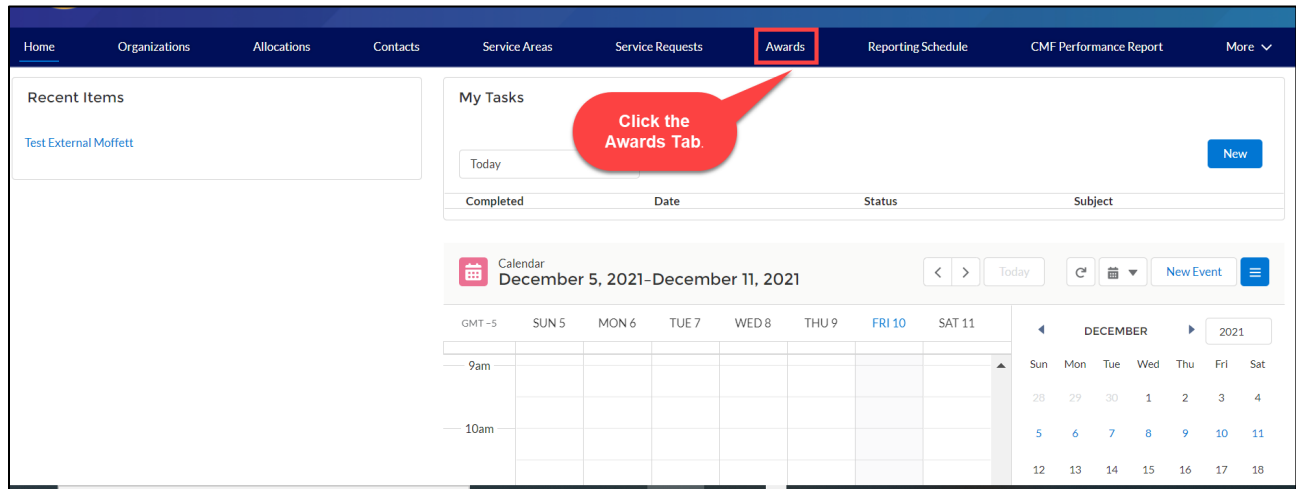 Home Organizations Allocations Contacts Service Areas Service Requests Awards Reporting Schedule CMF Performance Report More
Recent Items
Test External Moffett
My Tasks
Click the
Awards Tab.
Today
New
Completed Date Status Subject
Calendar
December 5, 2021–December 11, 2021
Today
New Event
GMT-5 SUN 5 MON 6 TUE 7 WED 8 THU 9 FRI 10 SAT 11
9am
10am
DECEMBER 2021
Sun Mon Tue Wed Thu Fri Sat
28 29 30 1 2 3 4
5 6 7 8 9 10 11
12 13 14 15 16 17 18